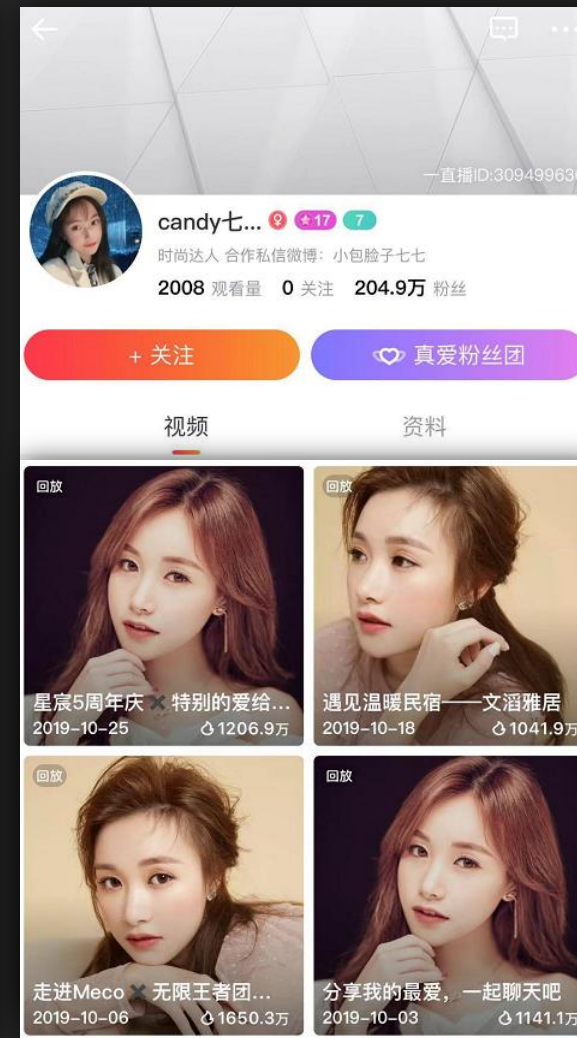 一直播ID:30949963
candy七... 17 7
时尚达人 合作私信微博：小包脸子七七
2008 观看量 0 关注 204.9万 粉丝
+ 关注
真爱粉丝团
视频
资料
回放
星宸5周年庆✖特别的爱给...
2019-10-25 1206.9万
回放
遇见温暖民宿——文滔雅居
2019-10-18 1041.9万
回放
走进Meco✖无限王者团...
2019-10-06 1650.3万
回放
分享我的最爱，一起聊天吧
2019-10-03 1141.1万